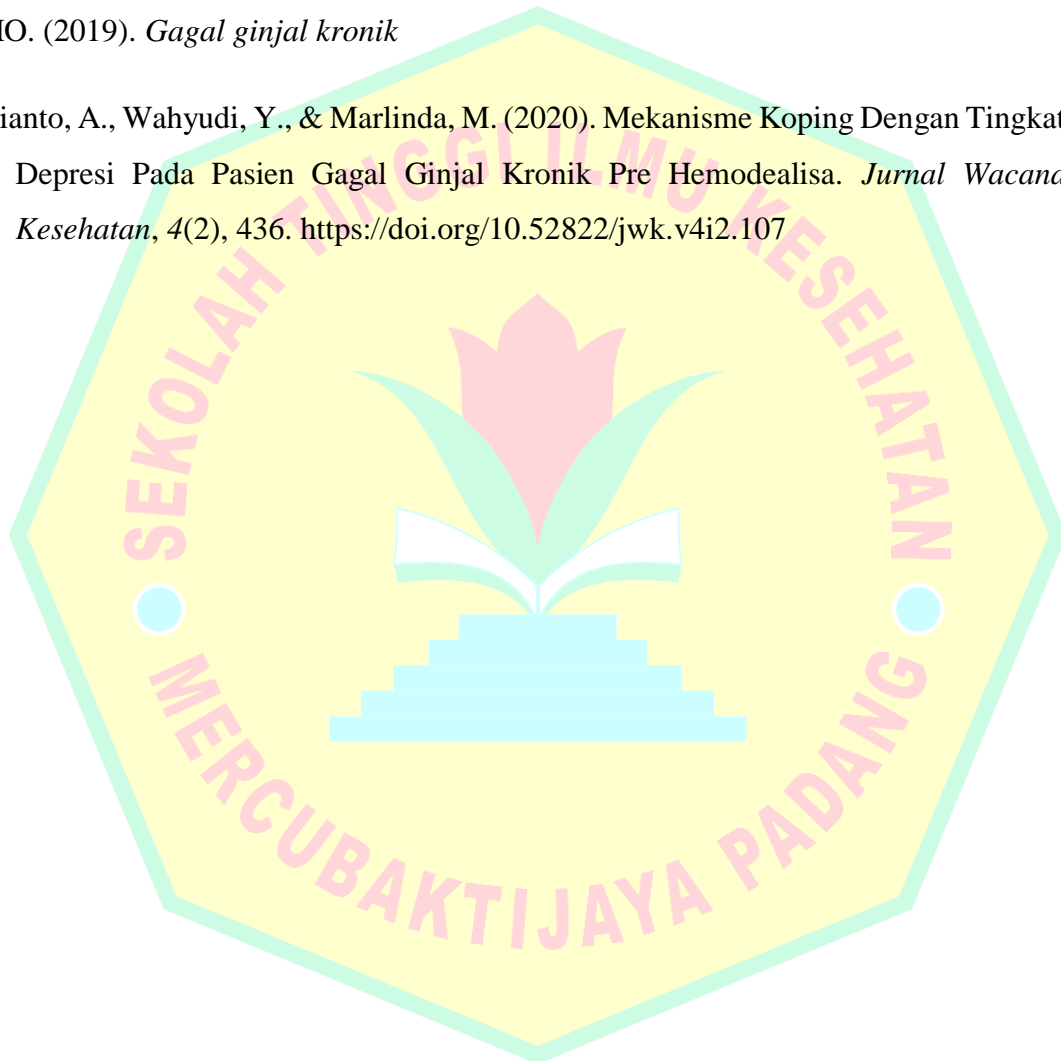 IO. (2019). Gagal ginjal kronik
ianto, A., Wahyudi, Y., & Marlinda, M. (2020). Mekanisme Koping Dengan Tingkat
Depresi Pada Pasien Gagal Ginjal Kronik Pre Hemodealisa. Jurnal Wacana
Kesehatan, 4(2), 436. https://doi.org/10.52822/jwk.v4i2.107
SEKOLAH TINGGI ILMU KESEHATAN
MERCUBAKTIJAYA PADANG